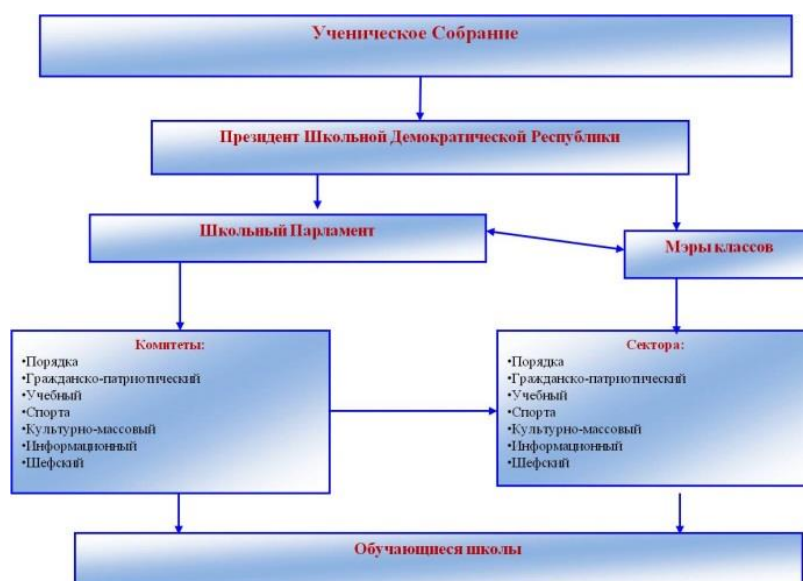 Ученическое Собрание
Президент Школьной Демократической Республики
Школьный Парламент
Мэры классов
Комитеты:
•Порядка
•Гражданско-патриотический
•Учебный
•Спорта
•Культурно-массовый
•Информационный
•Шефский
Сектора:
•Порядка
•Гражданско-патриотический
•Учебный
•Спорта
•Культурно-массовый
•Информационный
•Шефский
Обучающиеся школы